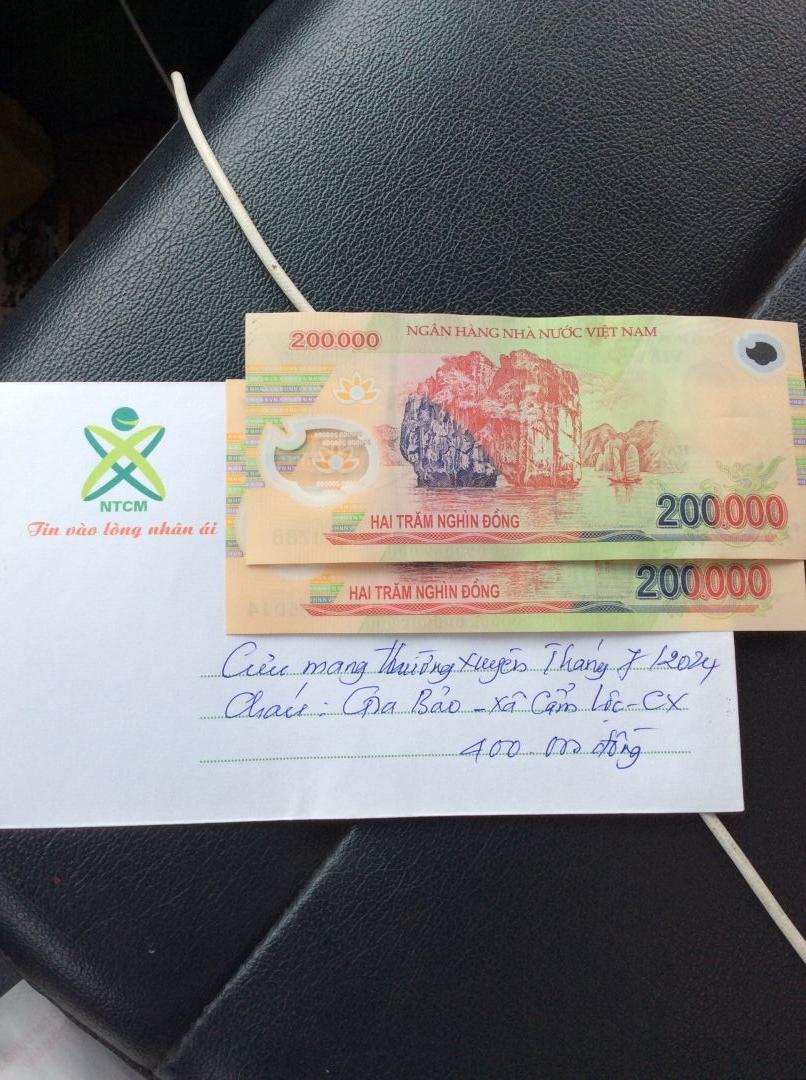 200.000 NGÂN HÀNG NHÀ NƯỚC VIỆT NAM
HAI TRĂM NGHÌN ĐỒNG 200.000
HAI TRĂM NGHÌN ĐỒNG 200.000
NTCM
Tin vào lòng nhân ái
Cưu mang thường xuyên Tháng 7/2024
Cháu: Gia Bảo - xã Cẩm Lộc - CX
400.000 đồng